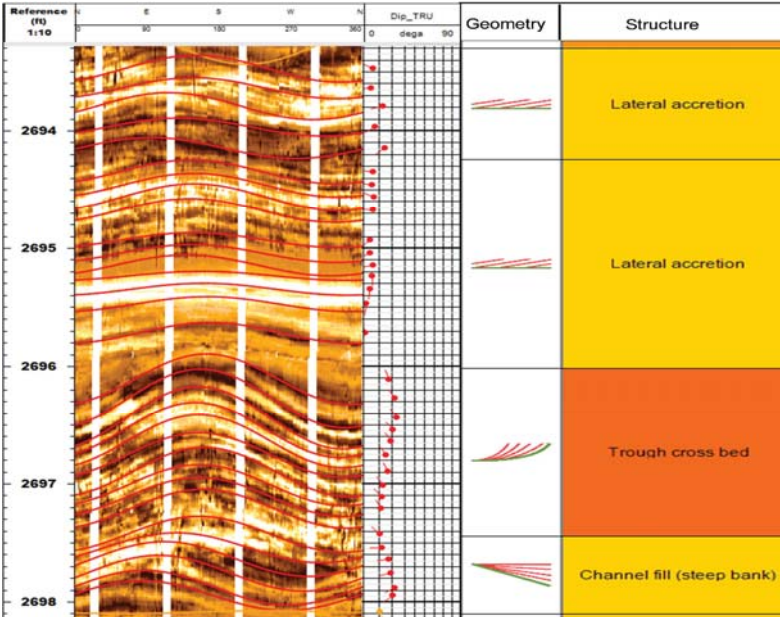 Reference
(ft)
1:10
N E S W N
0 90 180 270 360
Dip_TRU
0 dega 90
Geometry
Structure
2694
Lateral accretion
2695
Lateral accretion
2696
Trough cross bed
2697
Channel fill (steep bank)
2698